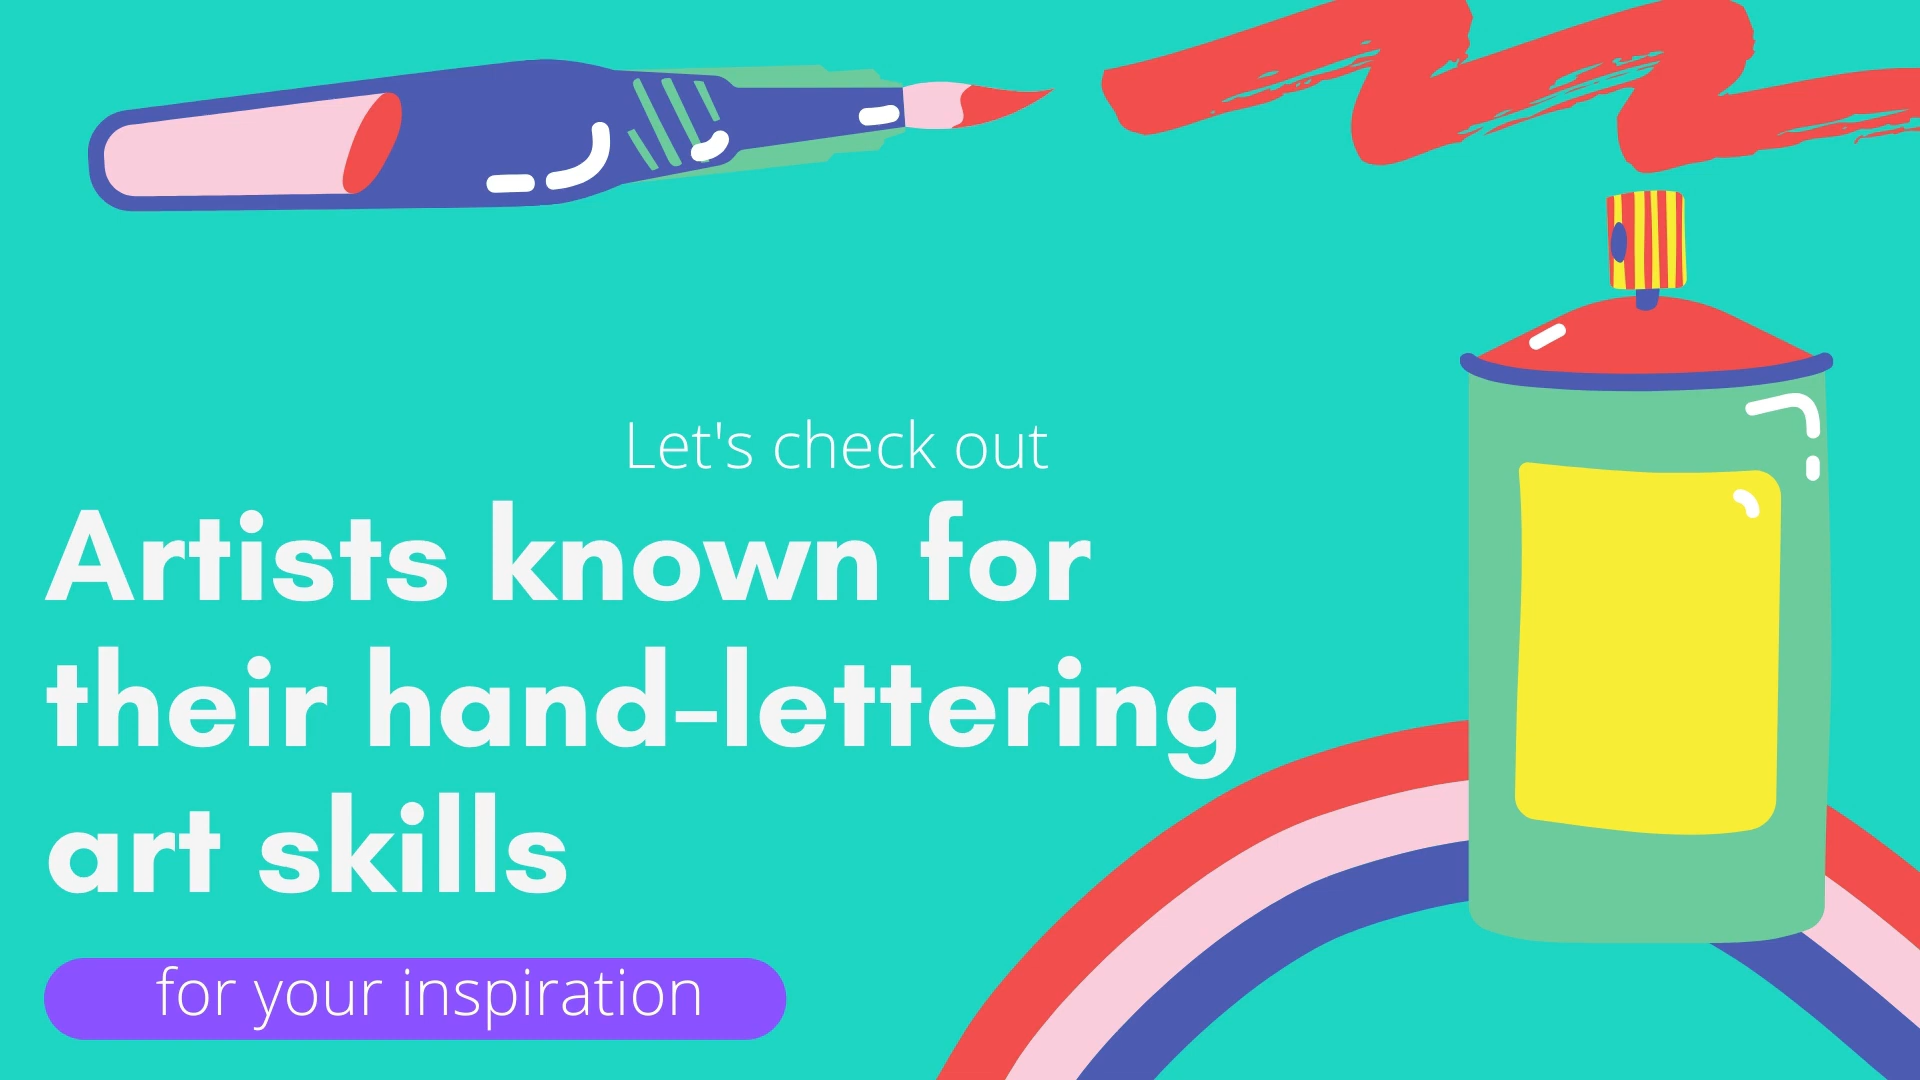 Let's check out
Artists known for
their hand-lettering
art skills
for your inspiration